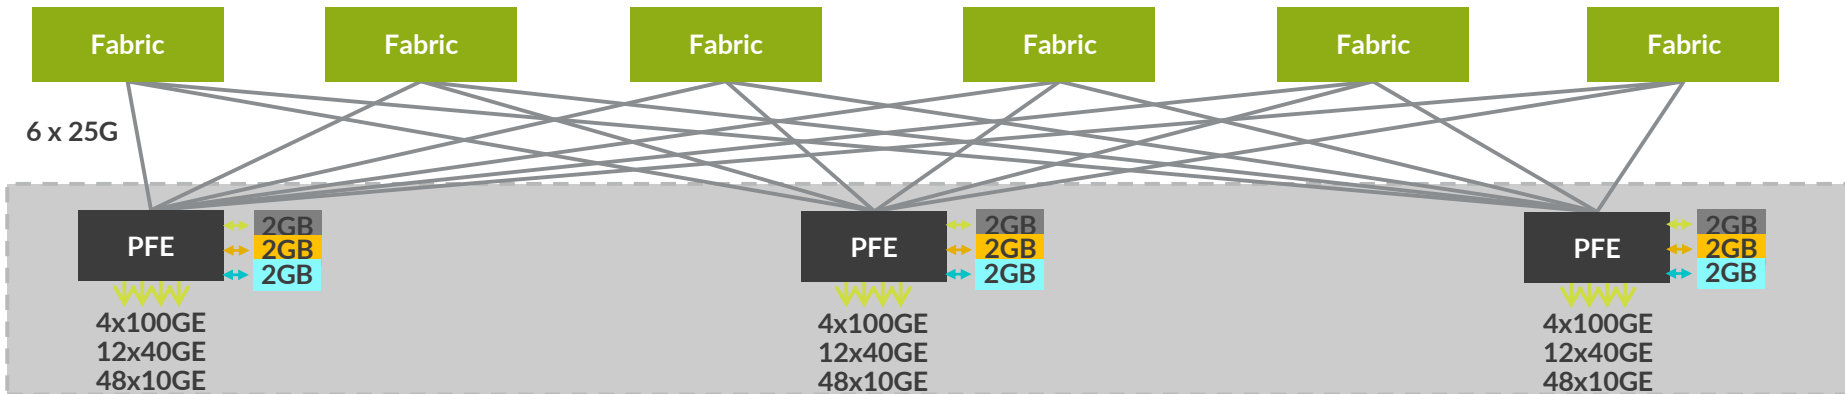 Fabric Fabric Fabric Fabric Fabric Fabric
6 x 25G
PFE 2GB 2GB 2GB
4x100GE
12x40GE
48x10GE
PFE 2GB 2GB 2GB
4x100GE
12x40GE
48x10GE
PFE 2GB 2GB 2GB
4x100GE
12x40GE
48x10GE